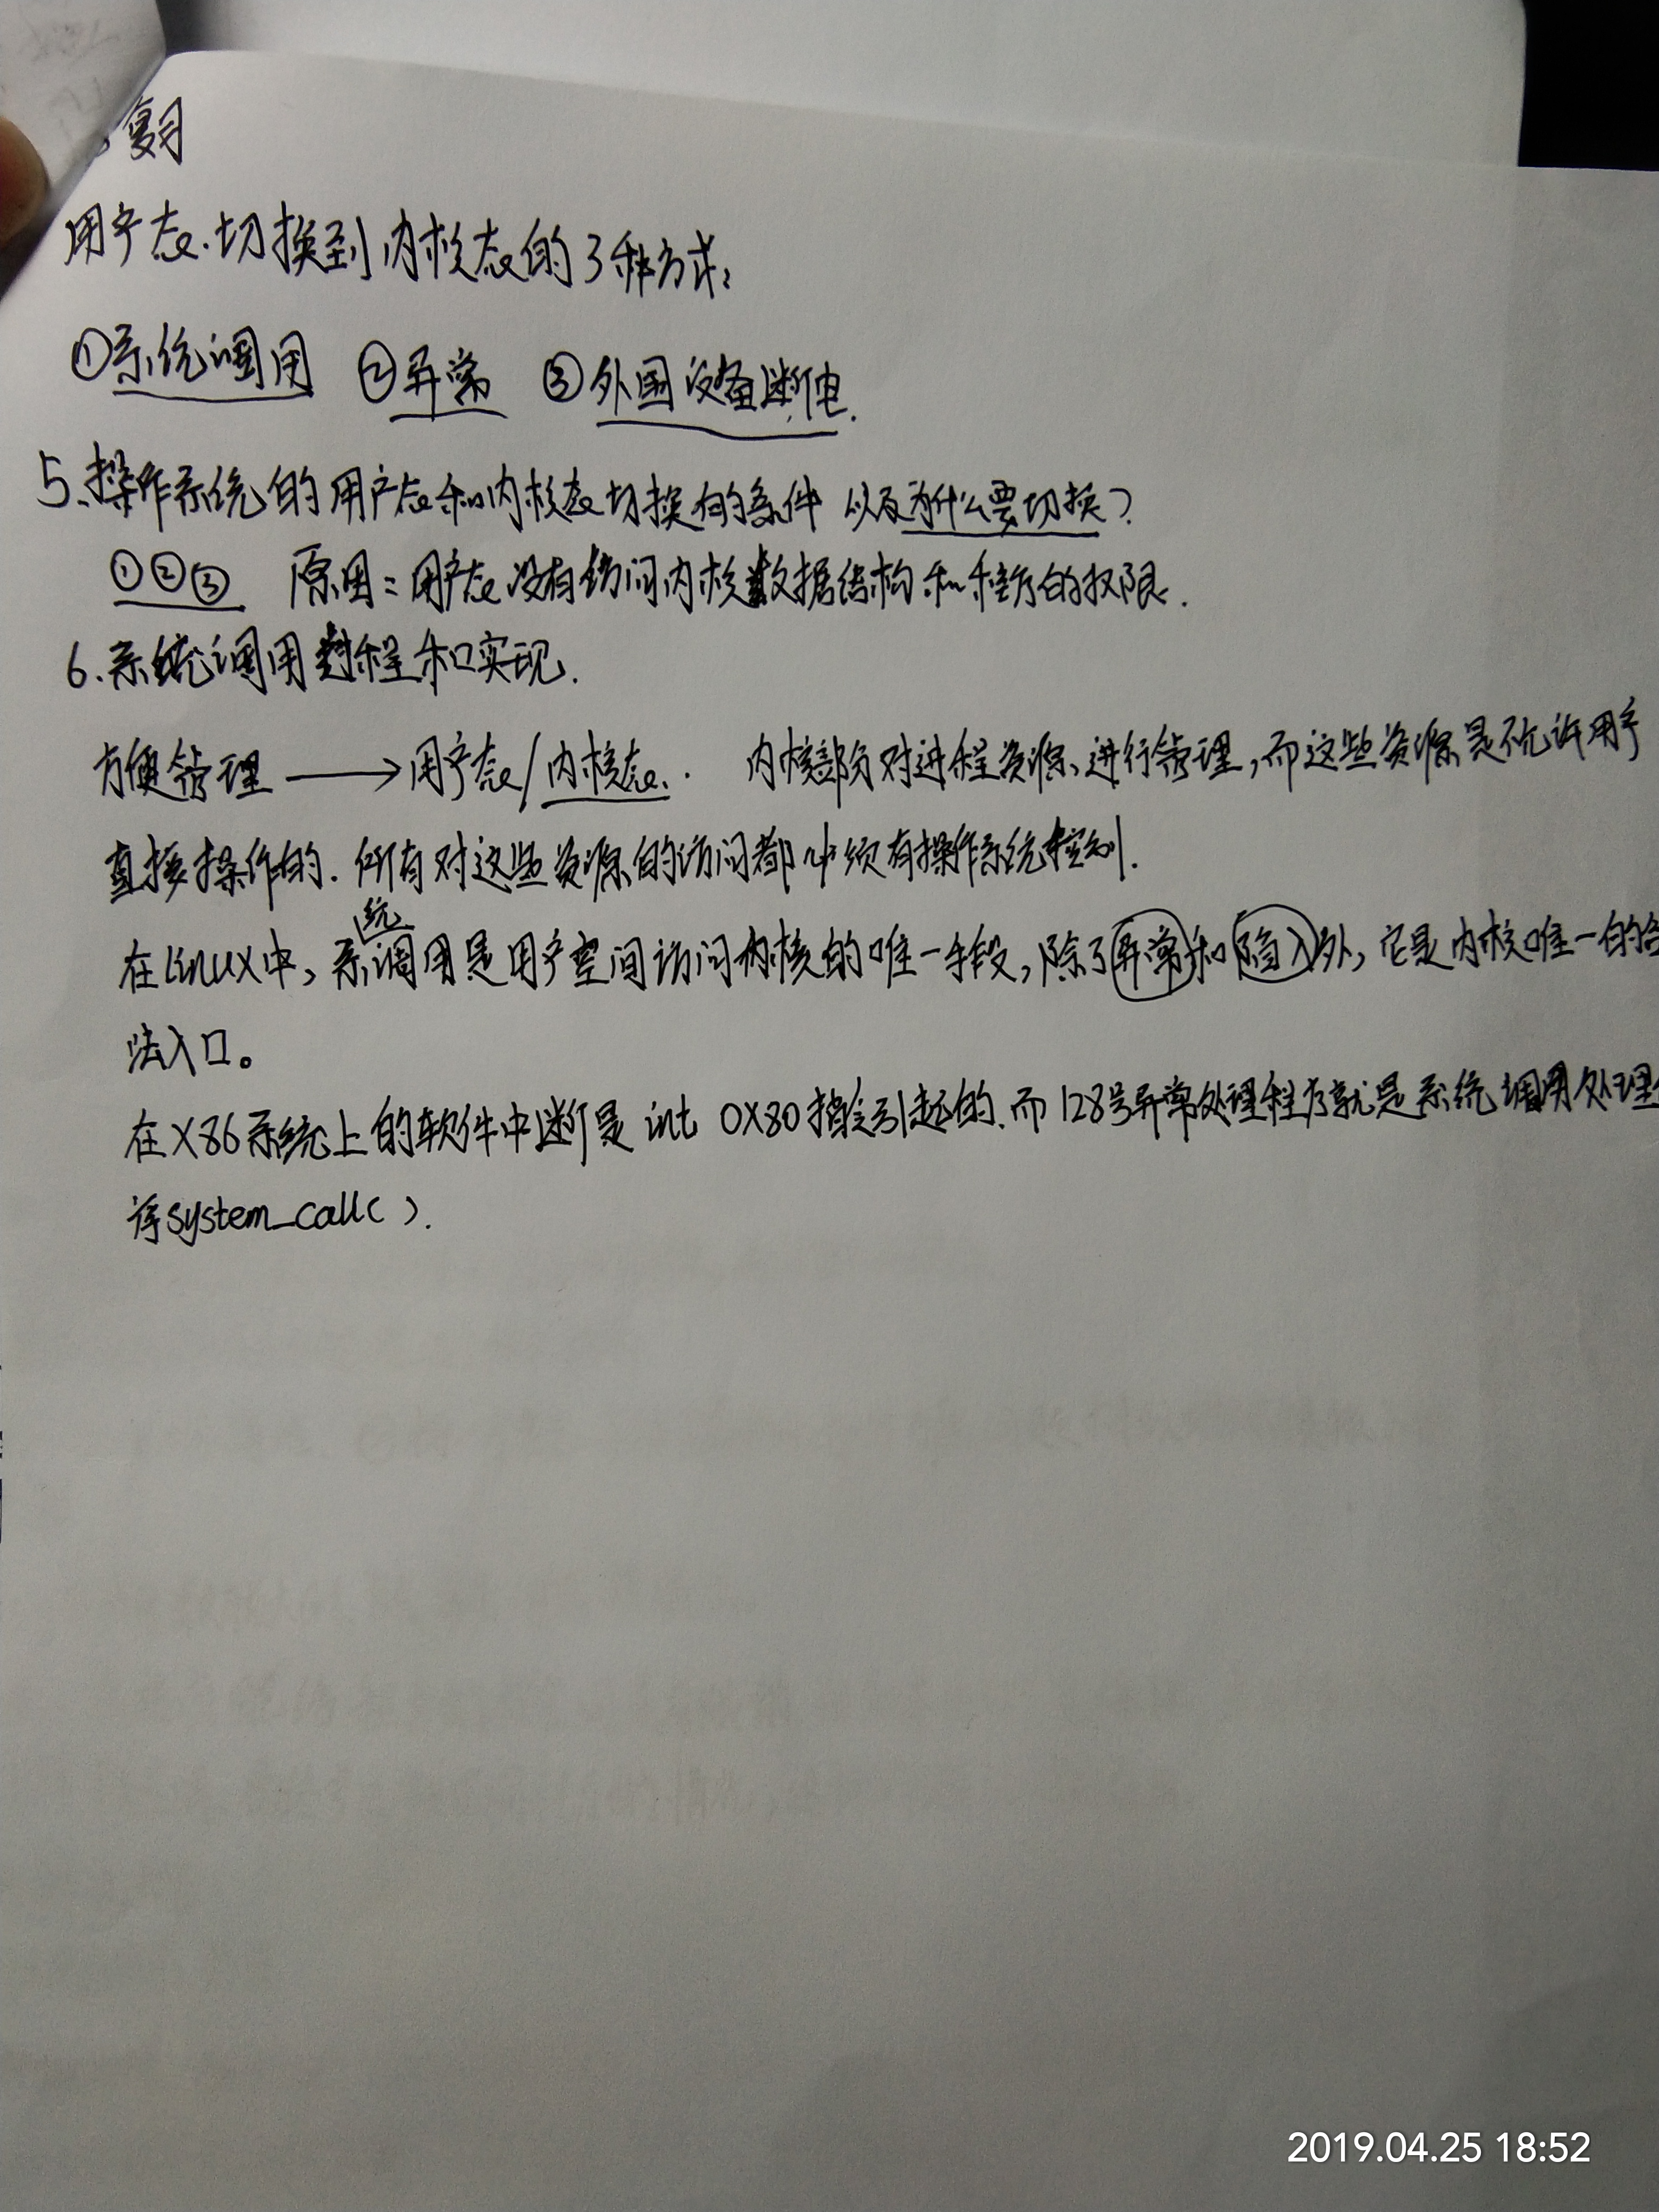 复习
用户态.切换到内核态的3种方式:
①系统调用 ②异常 ③外国设备断电.
5.操作系统的用户态和内核态切换的条件 以及为什么要切换?
①②③ 原因:用户态没有访问内核数据结构和程序的权限.
6.系统调用过程和实现.
方便管理 → 用户态/内核态. 内核部分对进程资源进行管理,而这些资源是不允许用户
直接操作的.所有对这些资源的访问都必须有操作系统控制.
在linux中,系统调用是用户空间访问内核的唯一手段,除了异常和陷入外,它是内核唯一的合
法入口。
在X86系统上的软件中断是int 0X80指令引起的.而128号异常处理程序就是系统调用处理
序system_call().
2019.04.25 18:52